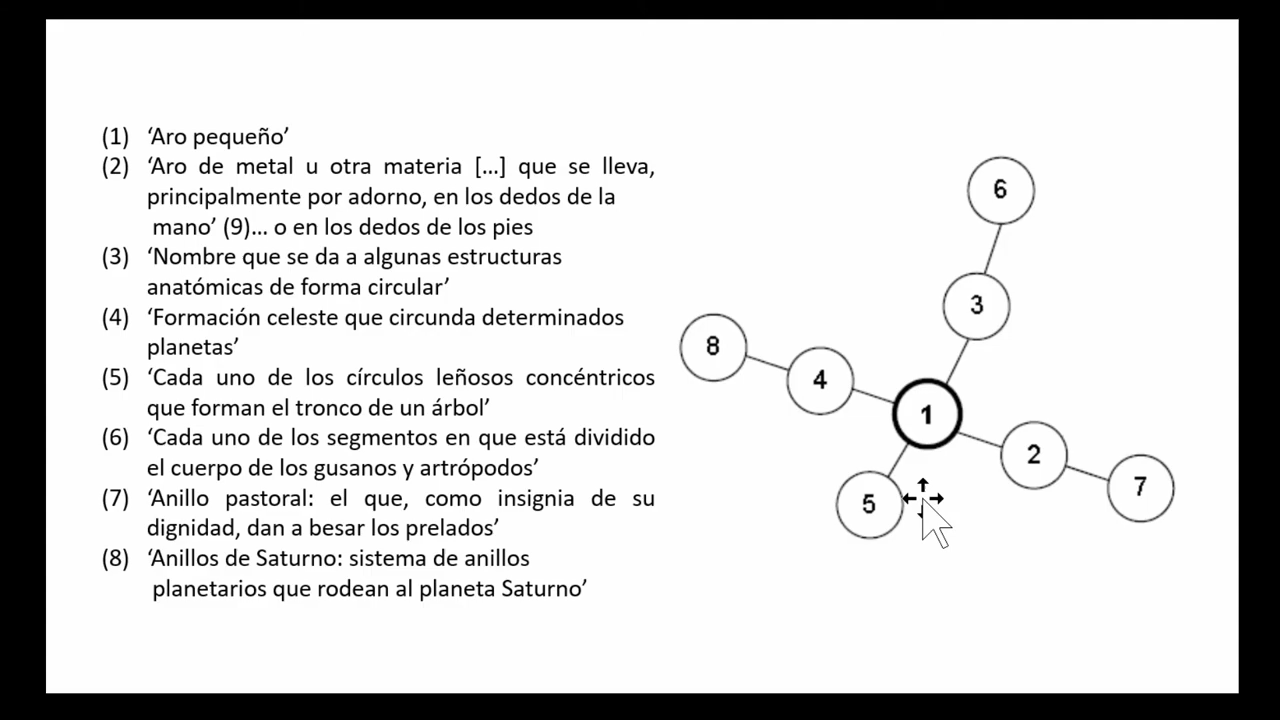 (1) ‘Aro pequeño’
(2) ‘Aro de metal u otra materia [...] que se lleva,
principalmente por adorno, en los dedos de la
mano’ (9)... o en los dedos de los pies
(3) ‘Nombre que se da a algunas estructuras
anatómicas de forma circular’
(4) ‘Formación celeste que circunda determinados
planetas’
(5) ‘Cada uno de los círculos leñosos concéntricos
que forman el tronco de un árbol’
(6) ‘Cada uno de los segmentos en que está dividido
el cuerpo de los gusanos y artrópodos’
(7) ‘Anillo pastoral: el que, como insignia de su
dignidad, dan a besar los prelados’
(8) ‘Anillos de Saturno: sistema de anillos
planetarios que rodean al planeta Saturno’
6
3
8
4
1
2
7
5